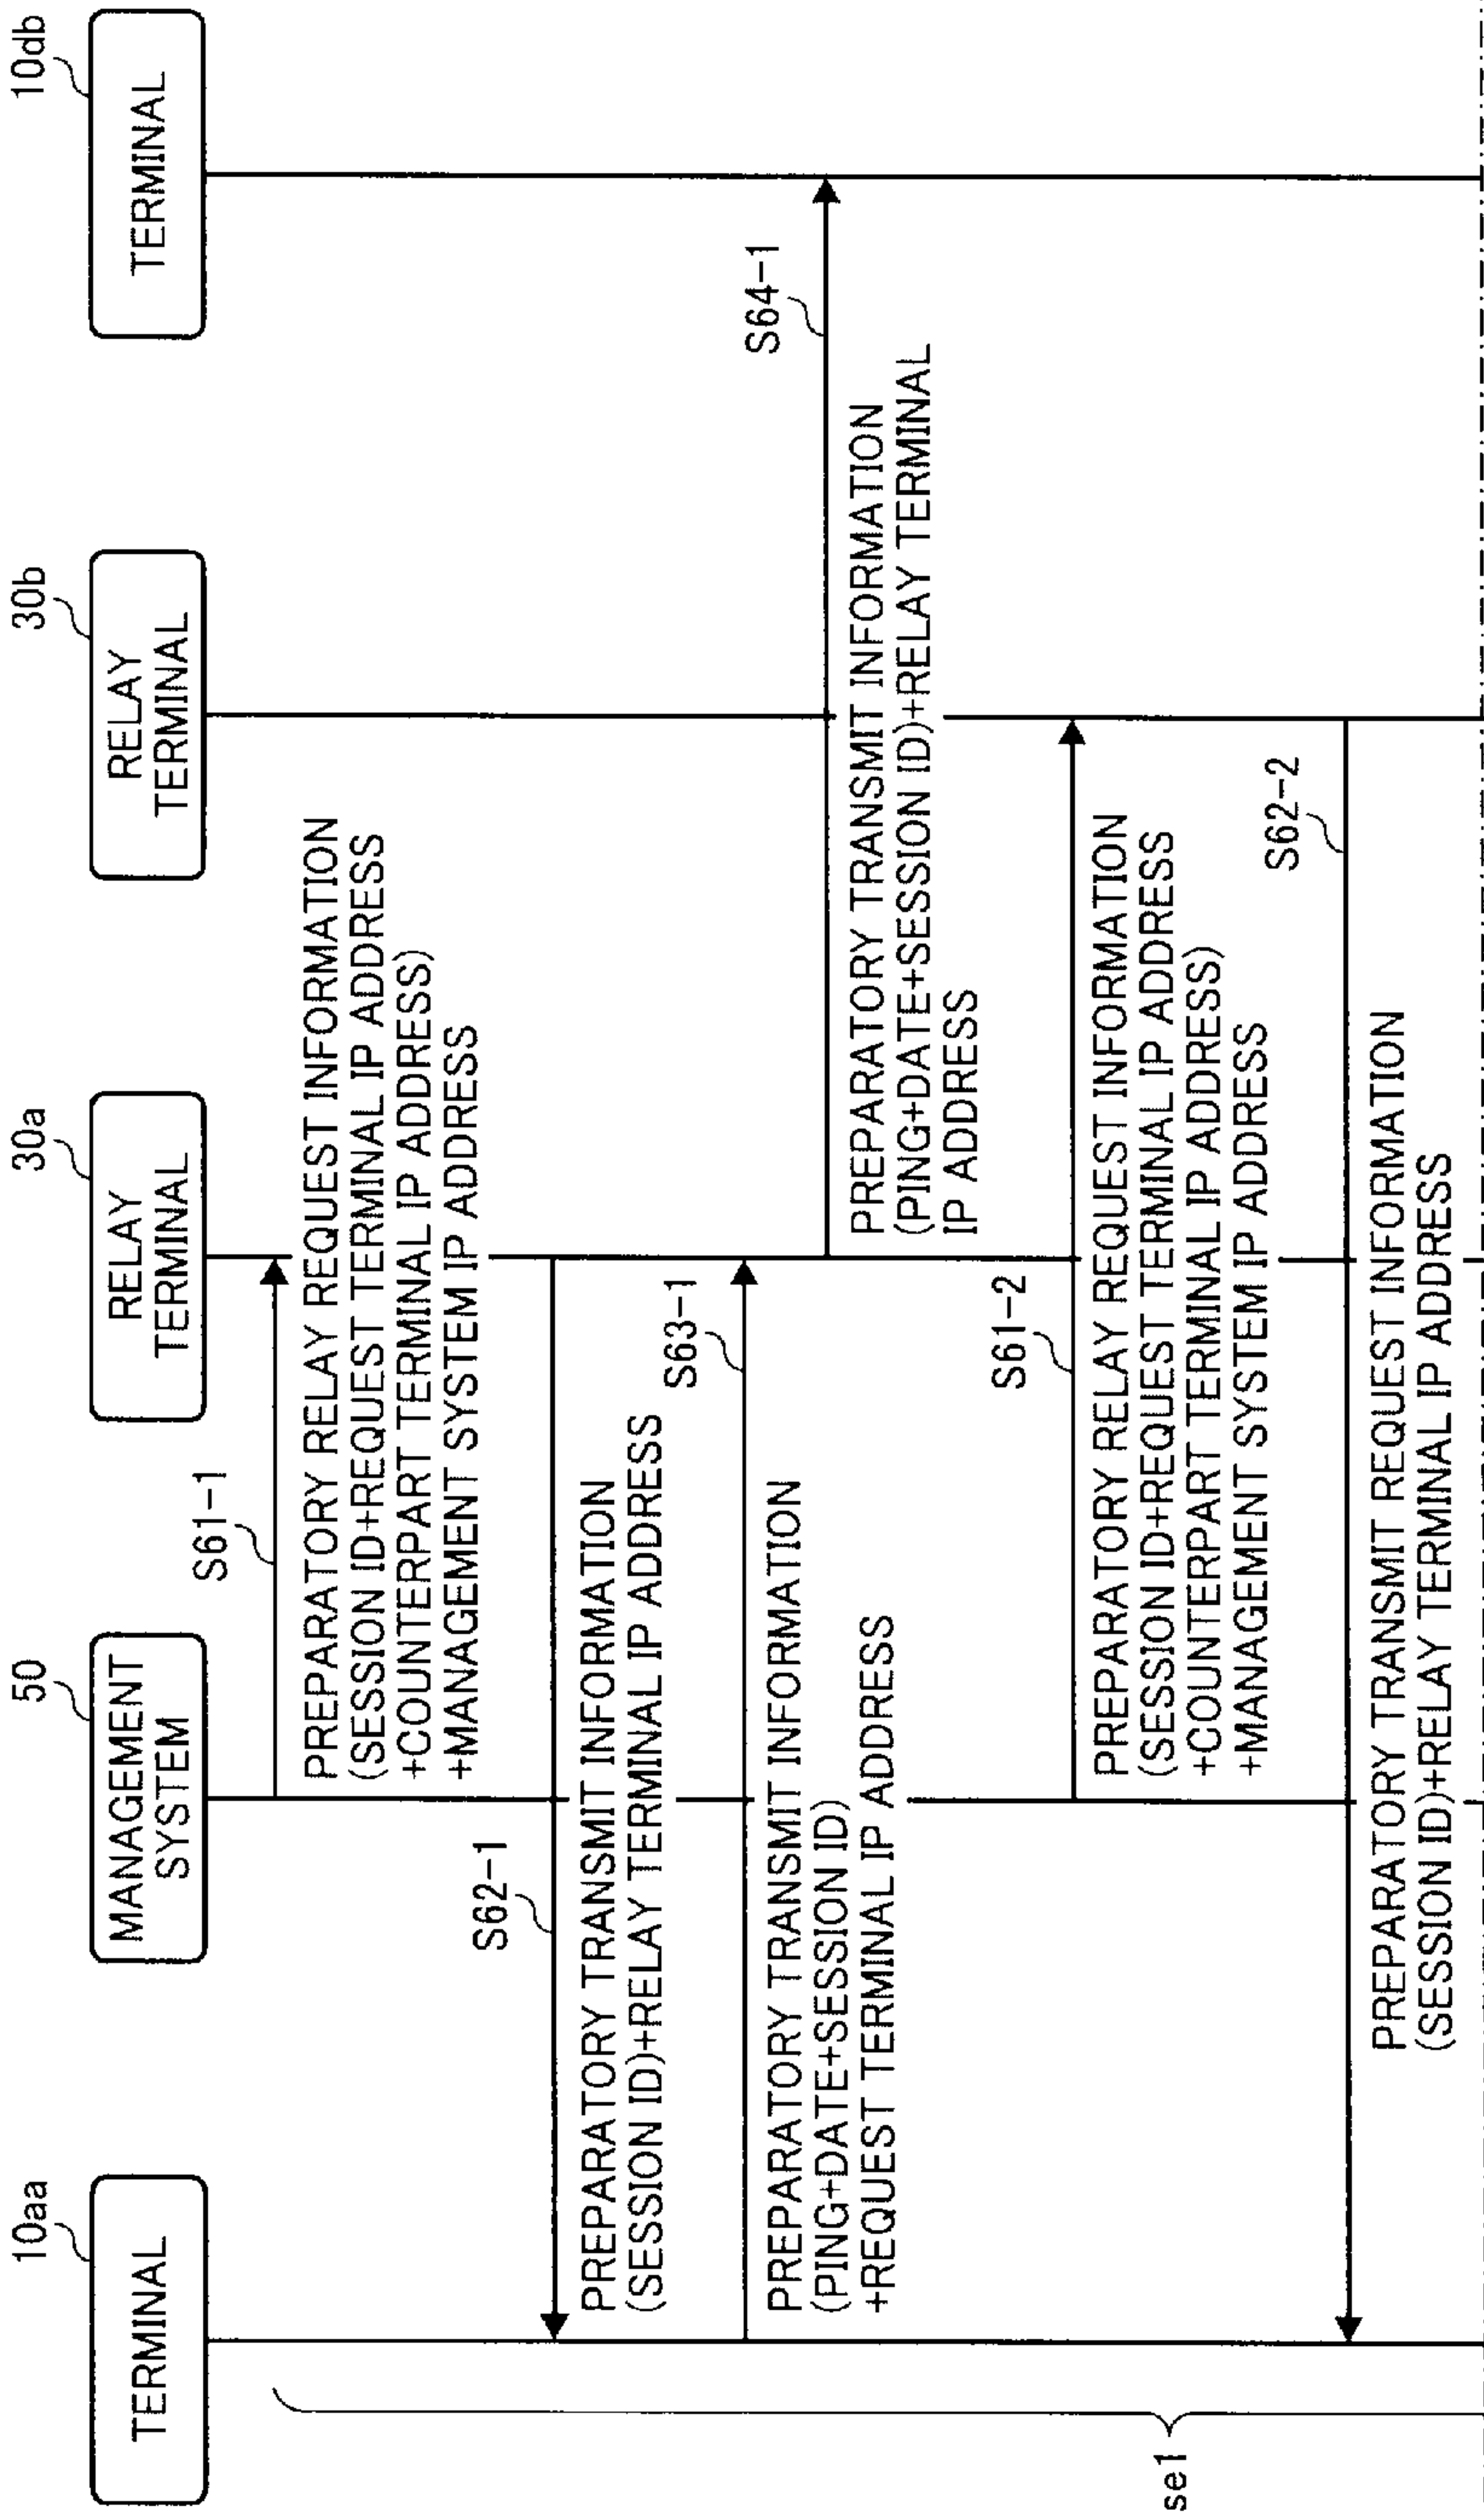 10aa
TERMINAL
50
MANAGEMENT
SYSTEM
30a
RELAY
TERMINAL
30b
RELAY
TERMINAL
10db
TERMINAL
S61-1
PREPARATORY RELAY REQUEST INFORMATION
(SESSION ID+REQUEST TERMINAL IP ADDRESS
+COUNTERPART TERMINAL IP ADDRESS)
+MANAGEMENT SYSTEM IP ADDRESS
S62-1
PREPARATORY TRANSMIT INFORMATION
(SESSION ID)+RELAY TERMINAL IP ADDRESS
S63-1
PREPARATORY TRANSMIT INFORMATION
(PING+DATE+SESSION ID)
+REQUEST TERMINAL IP ADDRESS
S64-1
PREPARATORY TRANSMIT INFORMATION
(PING+DATE+SESSION ID)+RELAY TERMINAL
IP ADDRESS
S61-2
PREPARATORY RELAY REQUEST INFORMATION
(SESSION ID+REQUEST TERMINAL IP ADDRESS
+COUNTERPART TERMINAL IP ADDRESS)
+MANAGEMENT SYSTEM IP ADDRESS
se1
S62-2
PREPARATORY TRANSMIT REQUEST INFORMATION
(SESSION ID)+RELAY TERMINAL IP ADDRESS